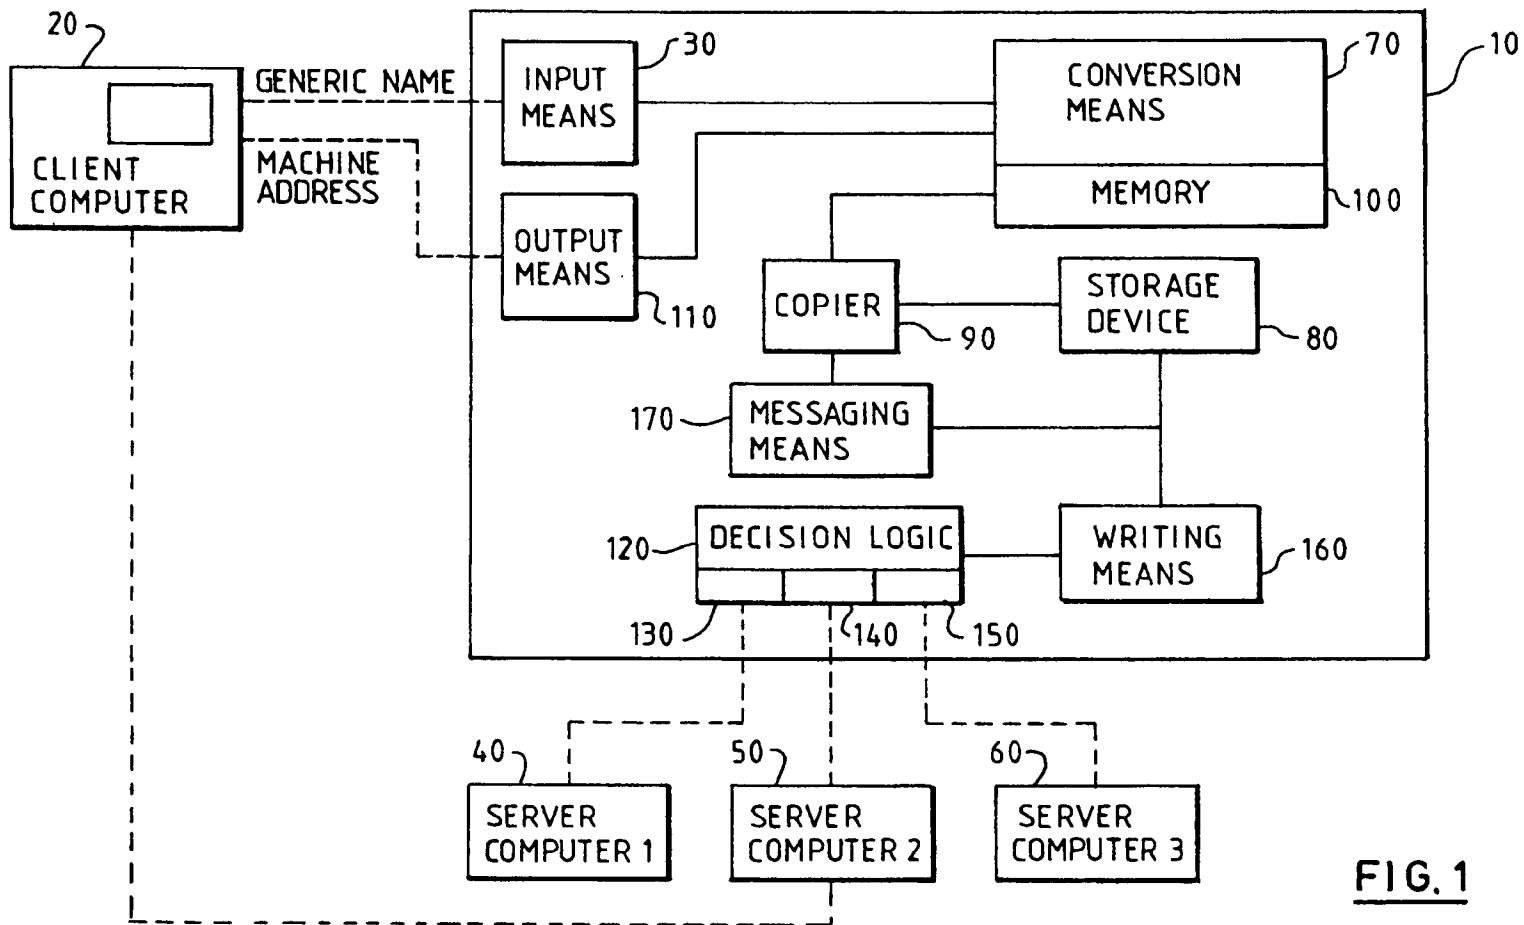 20
GENERIC NAME
CLIENT
COMPUTER
MACHINE
ADDRESS
10
INPUT
MEANS
30
CONVERSION
MEANS
70
MEMORY
100
OUTPUT
MEANS
110
COPIER
90
STORAGE
DEVICE
80
170
MESSAGING
MEANS
120
DECISION LOGIC
130
140
150
WRITING
MEANS
160
40
SERVER
COMPUTER 1
50
SERVER
COMPUTER 2
60
SERVER
COMPUTER 3
FIG. 1